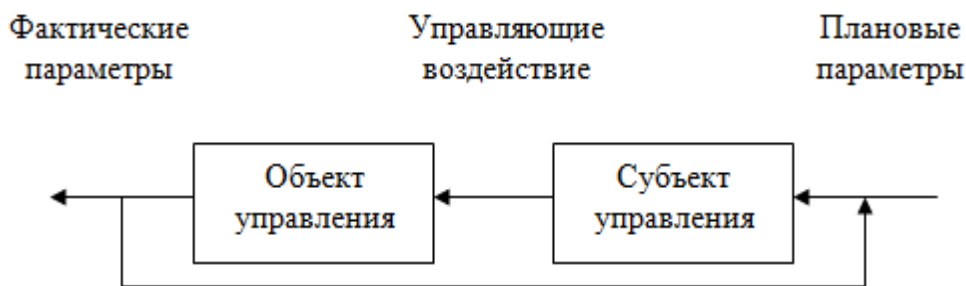 Фактические
параметры
Управляющие
воздействие
Плановые
параметры
Объект
управления
Субъект
управления